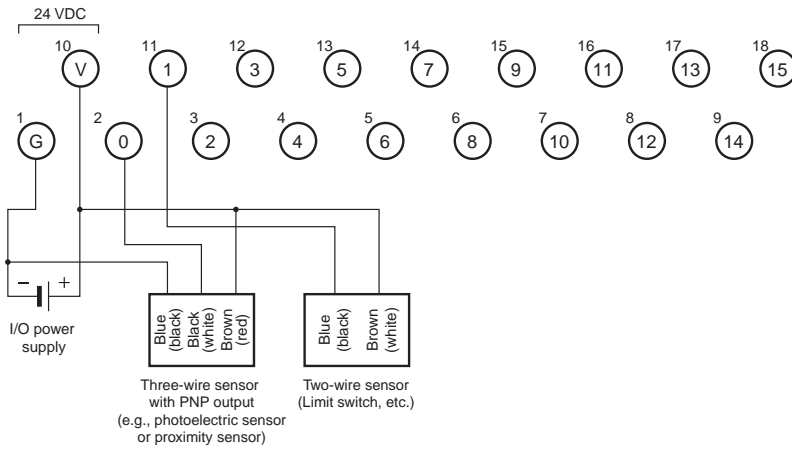 24 VDC
10 11 12 13 14 15 16 17 18
V 1 3 5 7 9 11 13 15
1 2 3 4 5 6 7 8 9
G 0 2 4 6 8 10 12 14
− +
I/O power
supply
Blue
(black)
Black
(white)
Brown
(red)
Blue
(black)
Brown
(white)
Three-wire sensor
with PNP output
(e.g., photoelectric sensor
or proximity sensor)
Two-wire sensor
(Limit switch, etc.)